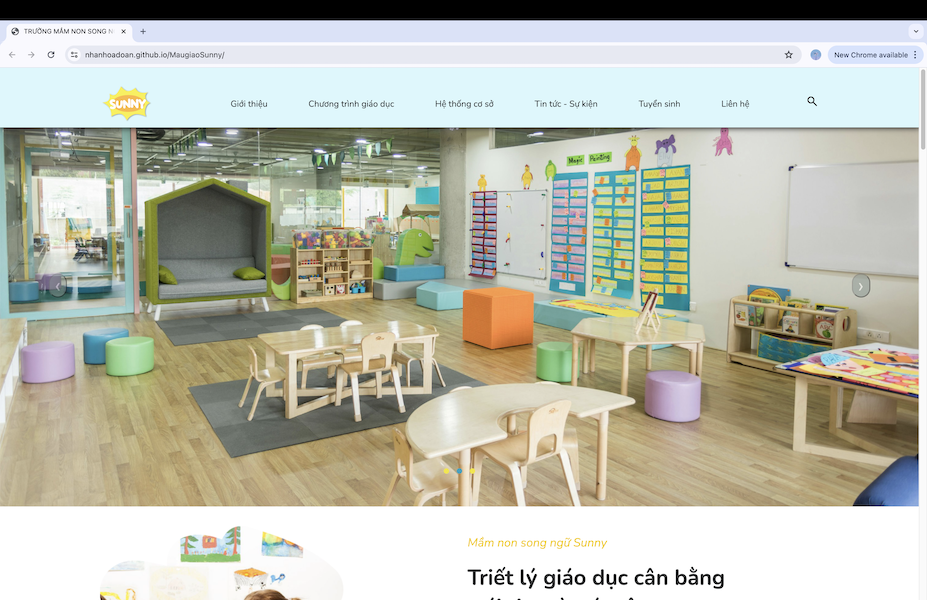 TRƯỜNG MẦM NON SONG N
nhanhoadoan.github.io/MaugiaoSunny/
New Chrome available
SUNNY
Giới thiệu
Chương trình giáo dục
Hệ thống cơ sở
Tin tức - Sự kiện
Tuyển sinh
Liên hệ
Magic Painting
Mầm non song ngữ Sunny
Triết lý giáo dục cân bằng